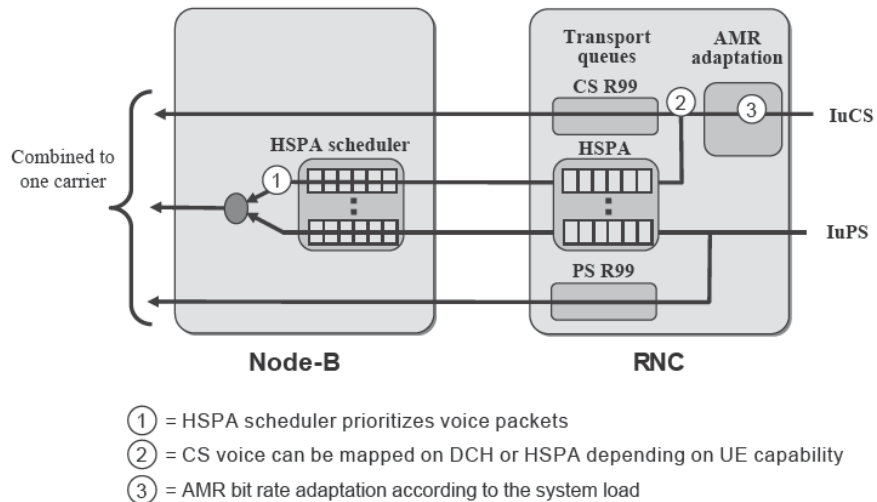 Transport
queues
AMR
adaptation
CS R99
2
3
IuCS
Combined to
one carrier
HSPA scheduler
HSPA
1
IuPS
PS R99
Node-B
RNC
1 = HSPA scheduler prioritizes voice packets
2 = CS voice can be mapped on DCH or HSPA depending on UE capability
3 = AMR bit rate adaptation according to the system load